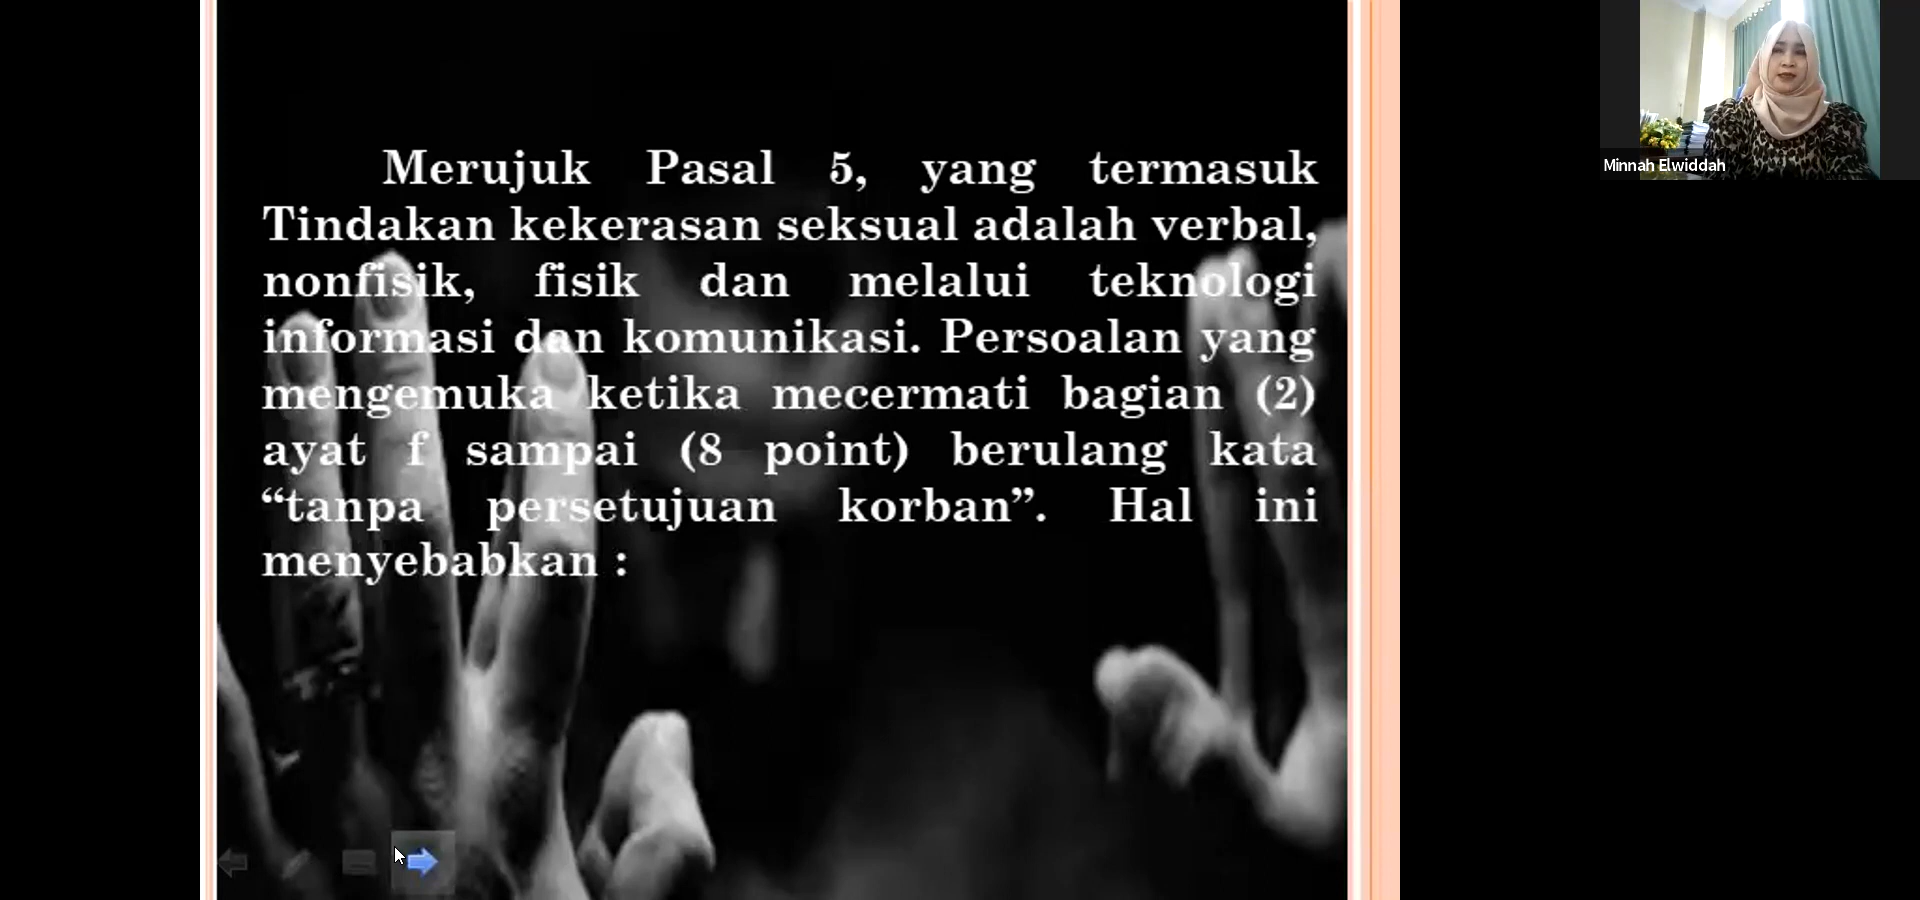 Merujuk Pasal 5, yang termasuk
Tindakan kekerasan seksual adalah verbal,
nonfisik, fisik dan melalui teknologi
informasi dan komunikasi. Persoalan yang
mengemuka ketika mecermati bagian (2)
ayat f sampai (8 point) berulang kata
“tanpa persetujuan korban”. Hal ini
menyebabkan :
Minnah Elwiddah